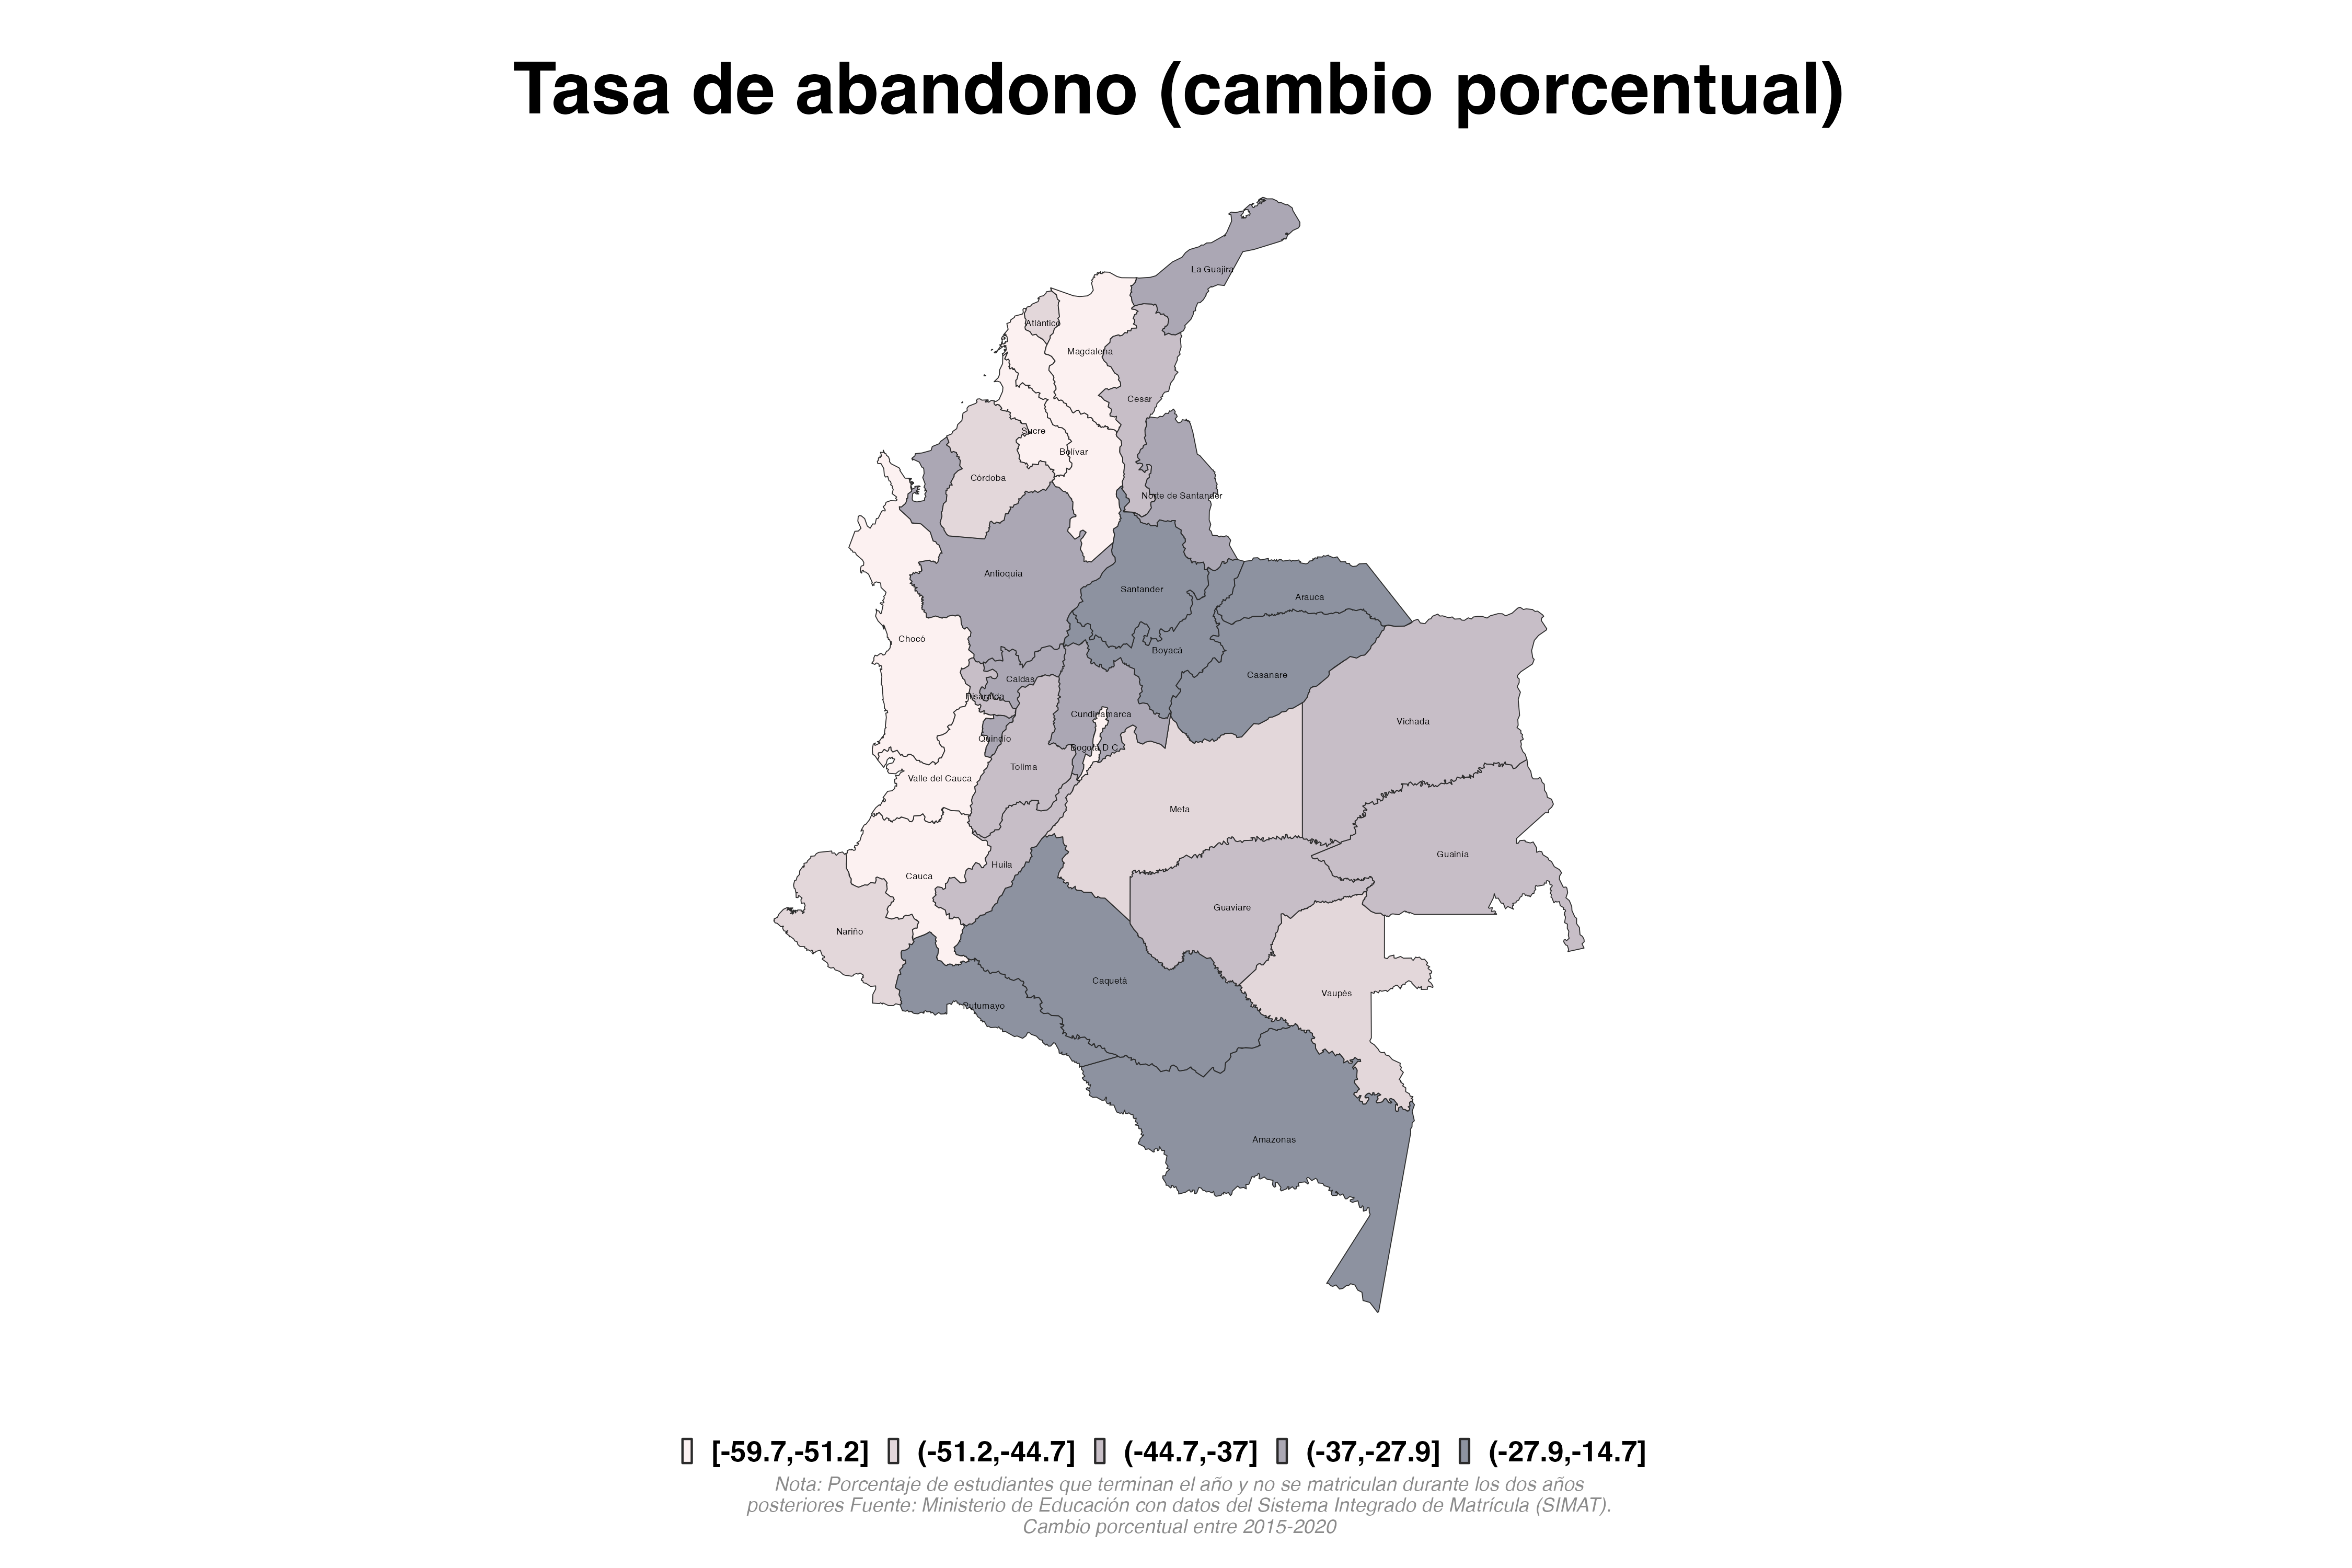 Tasa de abandono (cambio porcentual)
La Guajira
Atlántico
Magdalena
Cesar
Sucre
Bolívar
Córdoba
Norte de Santander
Antioquia
Santander
Arauca
Chocó
Boyacá
Caldas
Casanare
Risaralda
Cundinamarca
Vichada
Quindío
Bogotá D C
Tolima
Valle del Cauca
Meta
Guainía
Huila
Cauca
Guaviare
Nariño
Caquetá
Vaupés
Putumayo
Amazonas
[-59.7,-51.2] (-51.2,-44.7] (-44.7,-37] (-37,-27.9] (-27.9,-14.7]
Nota: Porcentaje de estudiantes que terminan el año y no se matriculan durante los dos años
posteriores Fuente: Ministerio de Educación con datos del Sistema Integrado de Matrícula (SIMAT).
Cambio porcentual entre 2015-2020